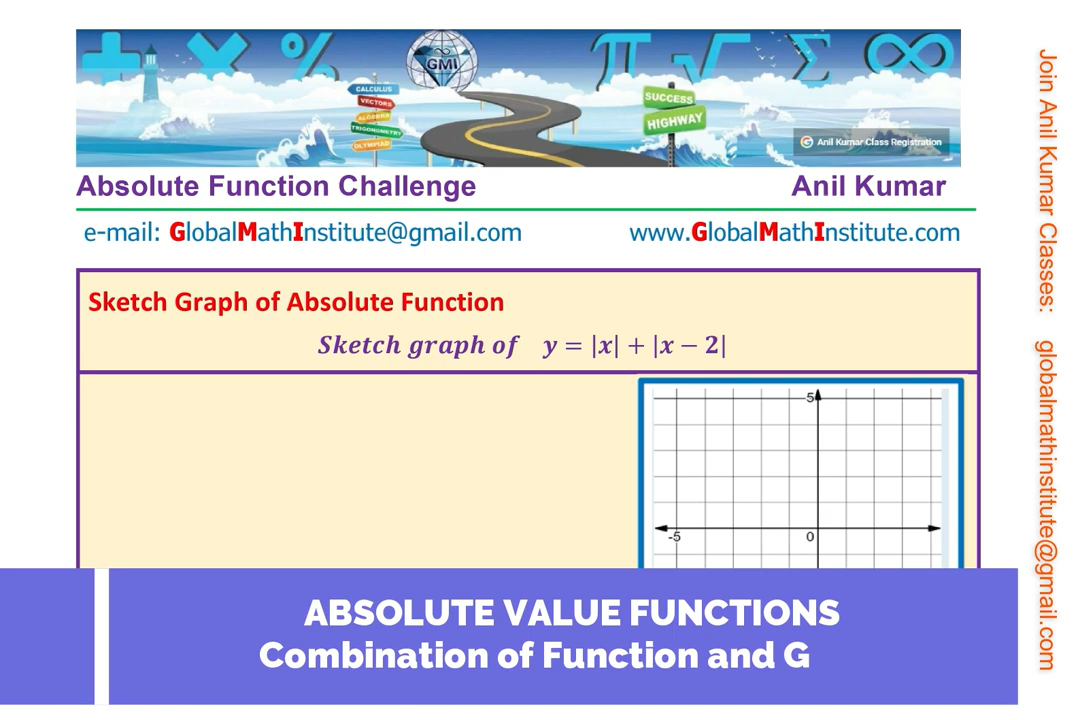 GMI
CALCULUS
VECTORS
ALGEBRA
TRIGONOMETRY
OLYMPIAD
SUCCESS
HIGHWAY
Anil Kumar Class Registration
Absolute Function Challenge Anil Kumar
e-mail: GlobalMathInstitute@gmail.com www.GlobalMathInstitute.com
Sketch Graph of Absolute Function
Sketch graph of y = |x| + |x − 2|
5
-5 0
ABSOLUTE VALUE FUNCTIONS
Combination of Function and G
Join Anil Kumar Classes: globalmathinstitute@gmail.com